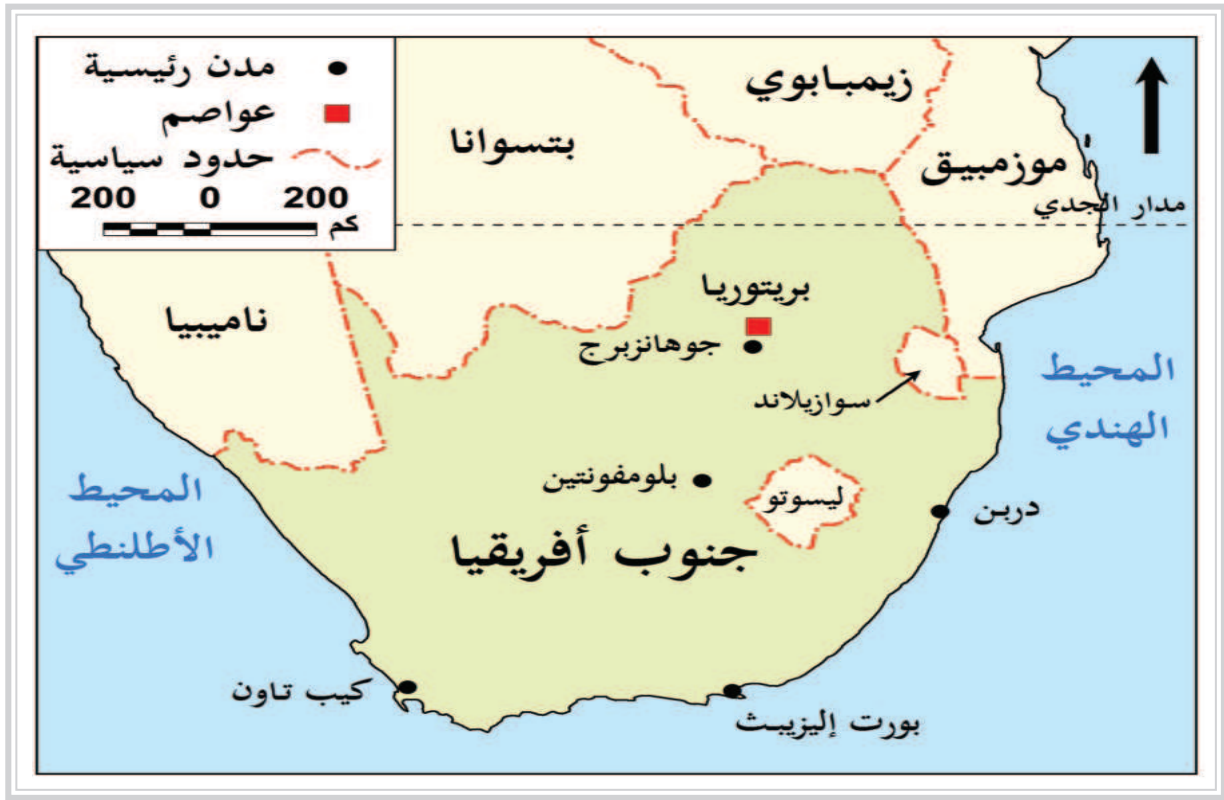 مدن رئيسية
عواصم
حدود سياسية
200 0 200
كم
زيمبابوي
بتسوانا
موزمبيق
مدار الجدي
بريتوريا
ناميبيا
جوهانزبرج
المحيط
الهندي
سوازيلاند
بلومفونتين
ليسوتو
المحيط
الأطلنطي
دربن
جنوب أفريقيا
كيب تاون
بورت إليزيبث